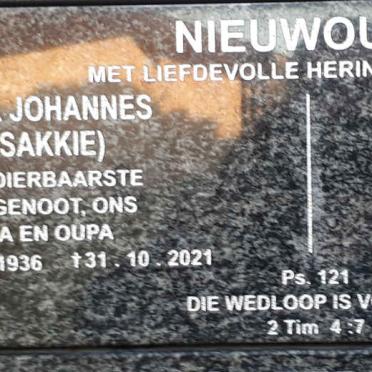 NIEUWOU
MET LIEFDEVOLLE HERIN
JOHANNES
SAKKIE)
DIERBAARSTE
GENOOT, ONS
A EN OUPA
1936 †31.10.2021
Ps. 121
DIE WEDLOOP IS V
2 Tim 4:7